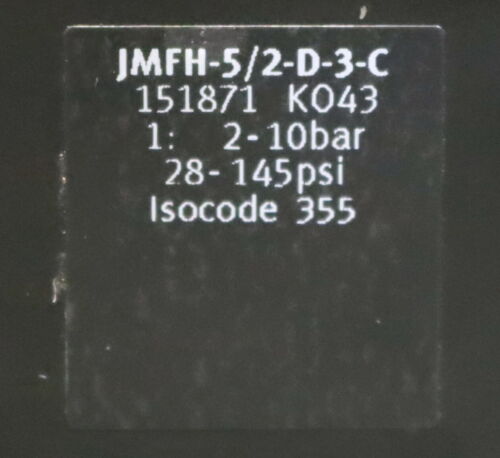 JMFH-5/2-D-3-C
151871 K043
1: 2-10bar
28-145psi
Isocode 355